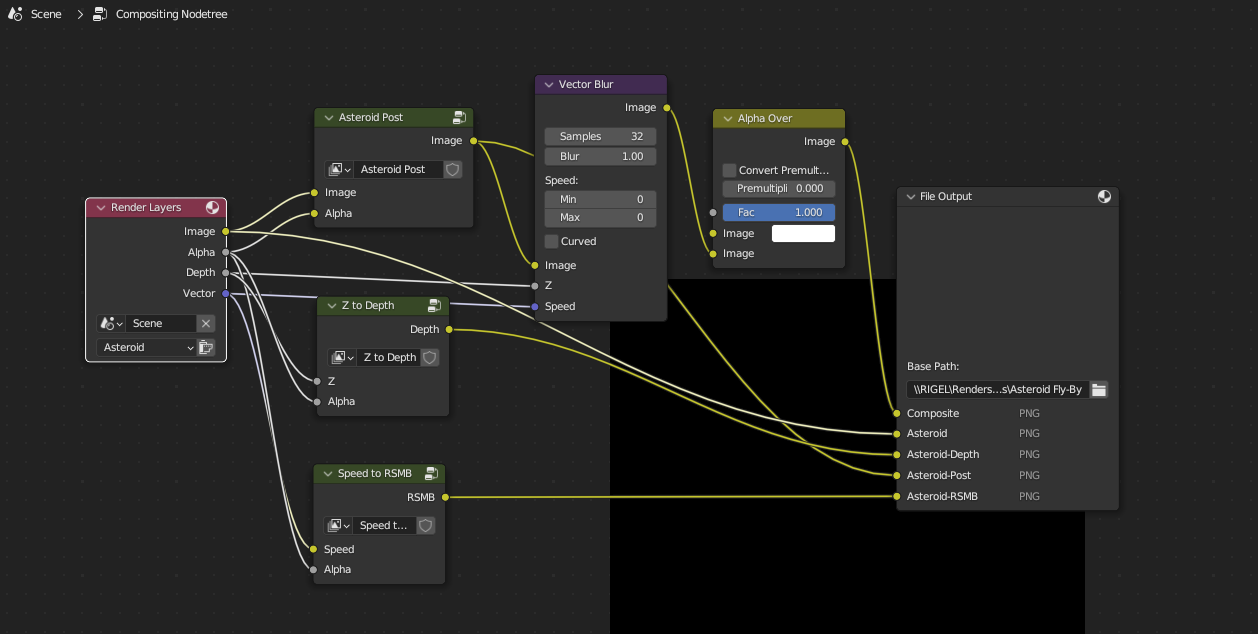 Scene > Compositing Nodetree
Vector Blur
Image
Samples 32
Blur 1.00
Speed:
Min 0
Max 0
Curved
Image
Z
Speed
Asteroid Post
Image
Asteroid Post
Image
Alpha
Alpha Over
Image
Convert Premult...
Premultipli 0.000
Fac 1.000
Image
Image
Render Layers
Image
Alpha
Depth
Vector
Scene
Asteroid
Z to Depth
Depth
Z to Depth
Z
Alpha
Speed to RSMB
RSMB
Speed t...
Speed
Alpha
File Output
Base Path:
\\RIGEL\Renders...s\Asteroid Fly-By
Composite PNG
Asteroid PNG
Asteroid-Depth PNG
Asteroid-Post PNG
Asteroid-RSMB PNG